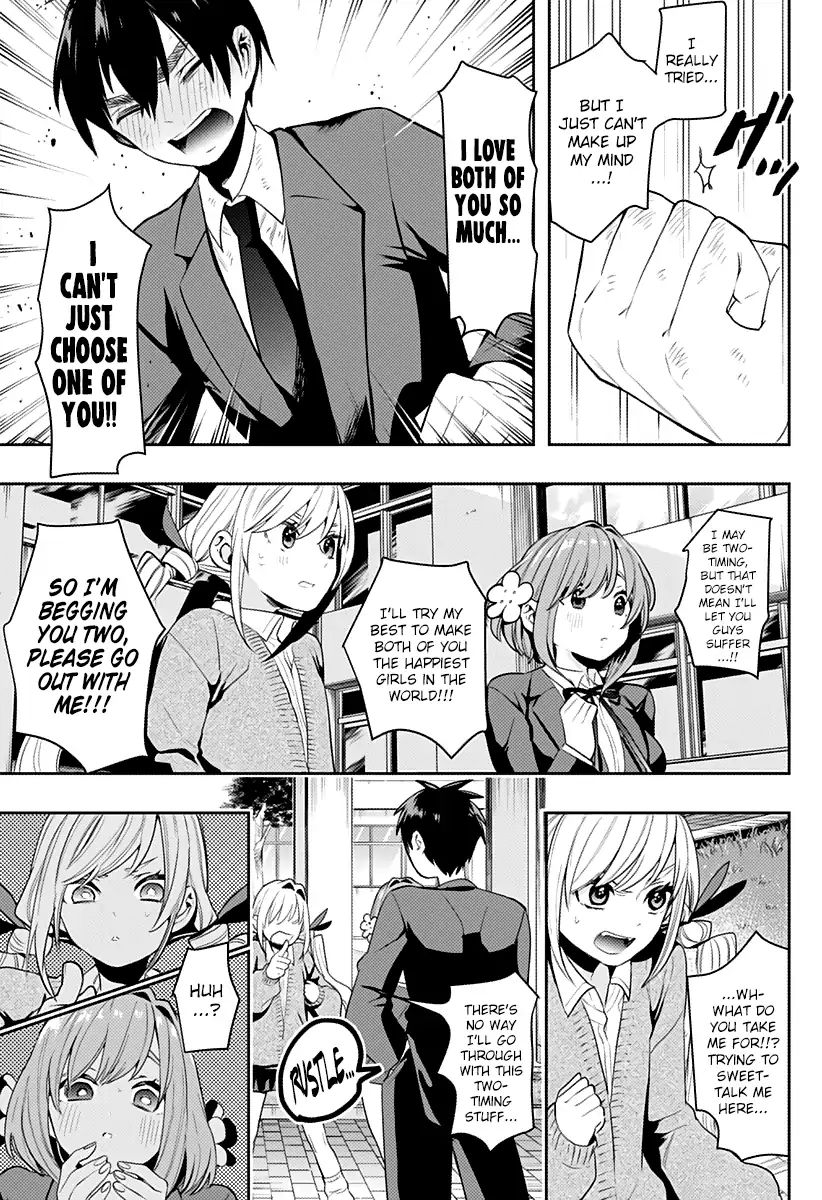 I
REALLY
TRIED...
BUT I
JUST CAN'T
MAKE UP
MY MIND
...!
グッ
I LOVE
BOTH OF
YOU SO
MUCH...
I
CAN'T
JUST
CHOOSE
ONE OF
YOU!!
I MAY
BE TWO-
TIMING,
BUT THAT
DOESN'T
MEAN I'LL
LET YOU
GUYS
SUFFER
...!!
I'LL TRY MY
BEST TO MAKE
BOTH OF YOU
THE HAPPIEST
GIRLS IN
THE WORLD!!!
SO I'M
BEGGING
YOU TWO,
PLEASE GO
OUT WITH
ME!!!
...WH-
WHAT DO
YOU TAKE
ME FOR!!?
TRYING TO
SWEET-
TALK ME
HERE...
THERE'S
NO WAY
I'LL GO
THROUGH
WITH THIS
TWO-
TIMING
STUFF...
RUSTLE...
HUH
...?